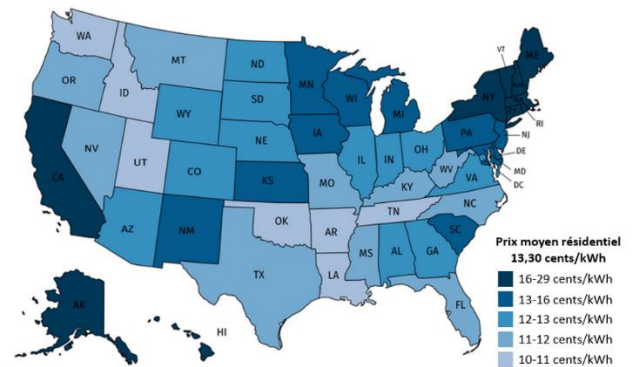 WA
MT
ND
MN
VT
ME
OR
ID
SD
WI
MI
NY
WY
RI
IA
PA
NJ
NE
NV
UT
CO
IL
IN
OH
DE
MD
DC
WV
VA
CA
KS
MO
KY
NC
TN
AZ
NM
OK
AR
SC
MS
AL
GA
TX
LA
FL
AK
HI
Prix moyen résidentiel
13,30 cents/kWh
16-29 cents/kWh
13-16 cents/kWh
12-13 cents/kWh
11-12 cents/kWh
10-11 cents/kWh